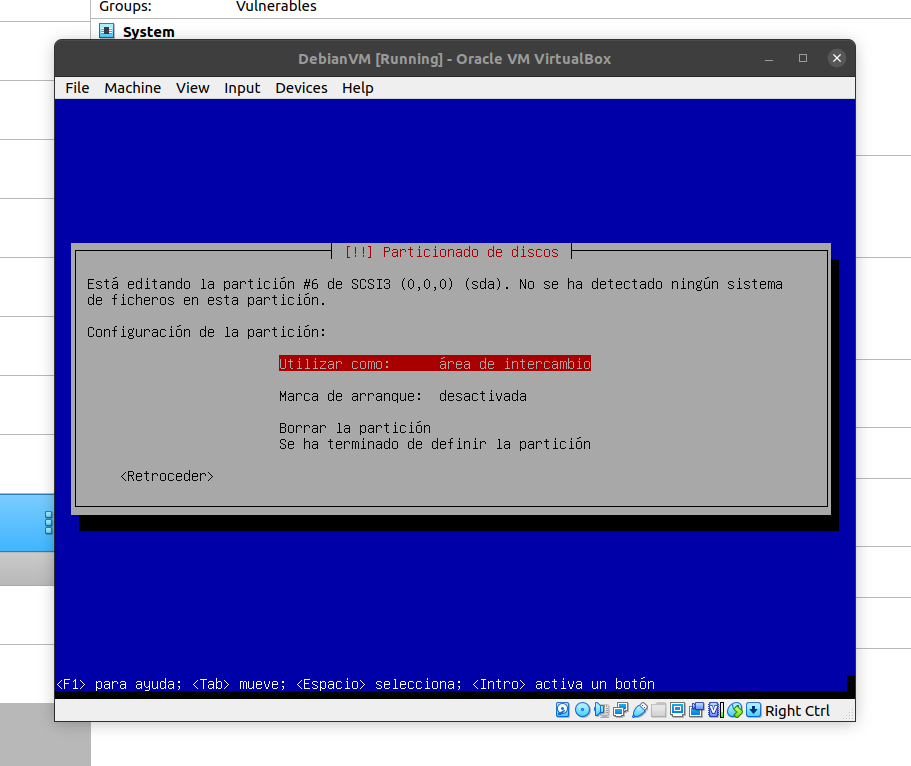 Groups: Vulnerables
System
DebianVM [Running] - Oracle VM VirtualBox
File Machine View Input Devices Help
[!!] Particionado de discos
Está editando la partición #6 de SCSI3 (0,0,0) (sda). No se ha detectado ningún sistema
de ficheros en esta partición.
Configuración de la partición:
Utilizar como: área de intercambio
Marca de arranque: desactivada
Borrar la partición
Se ha terminado de definir la partición
<Retroceder>
<F1> para ayuda; <Tab> mueve; <Espacio> selecciona; <Intro> activa un botón
Right Ctrl